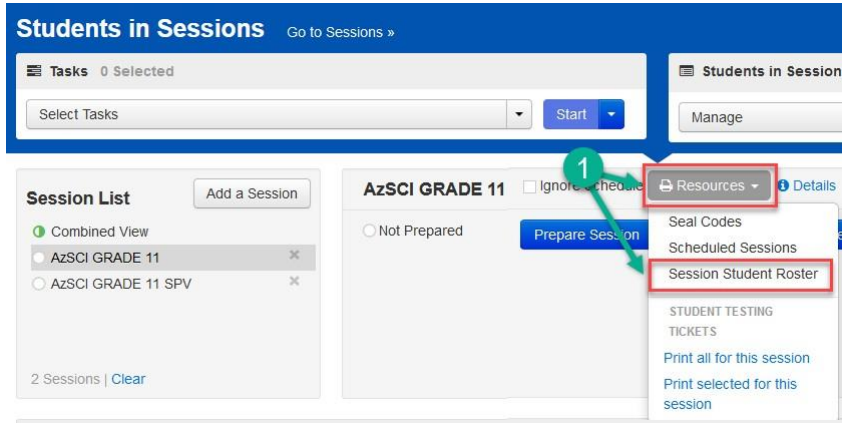 Students in Sessions Go to Sessions »
Tasks 0 Selected
Students in Session
Select Tasks
Start
Manage
1
Session List
Add a Session
AzSCI GRADE 11
Ignore Schedule
Resources
Details
Combined View
AzSCI GRADE 11
AzSCI GRADE 11 SPV
2 Sessions | Clear
Not Prepared
Prepare Session
Seal Codes
Scheduled Sessions
Session Student Roster
STUDENT TESTING
TICKETS
Print all for this session
Print selected for this
session